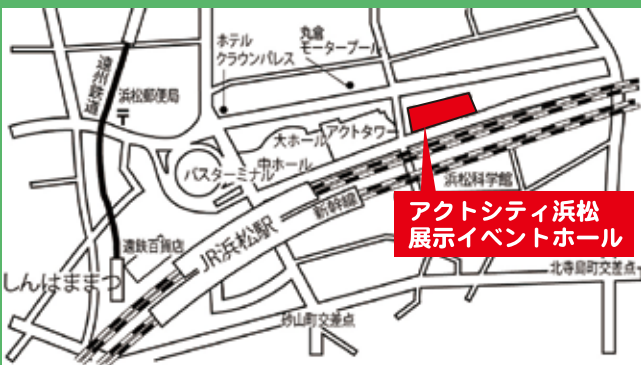 ホテル
クラウンパレス
丸倉
モータープール
遠州鉄道
浜松郵便局
大ホール
アクトタワー
中ホール
バスターミナル
浜松科学館
新幹線
アクトシティ浜松
展示イベントホール
遠鉄百貨店
JR浜松駅
しんはままつ
北寺島町交差点
砂山町交差点